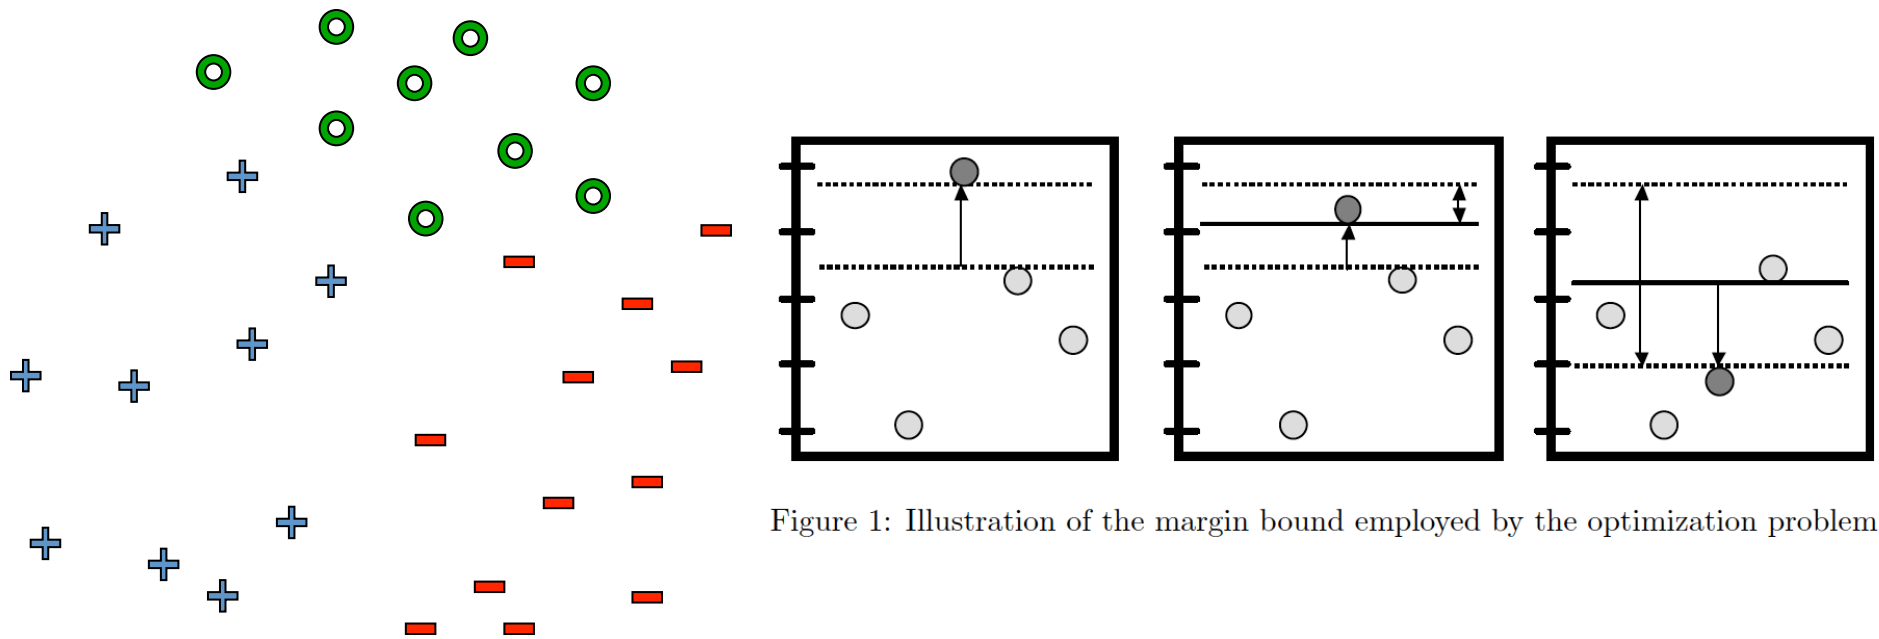 Figure 1: Illustration of the margin bound employed by the optimization problem